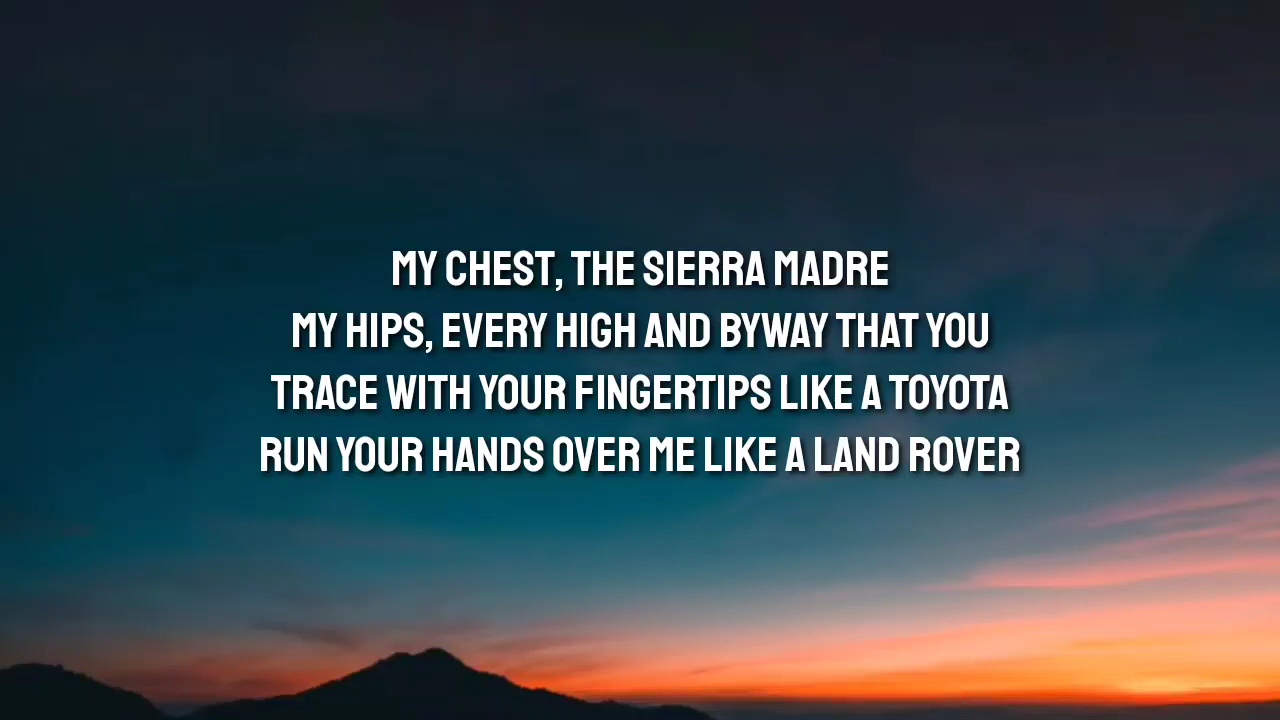 MY CHEST, THE SIERRA MADRE
MY HIPS, EVERY HIGH AND BYWAY THAT YOU
TRACE WITH YOUR FINGERTIPS LIKE A TOYOTA
RUN YOUR HANDS OVER ME LIKE A LAND ROVER